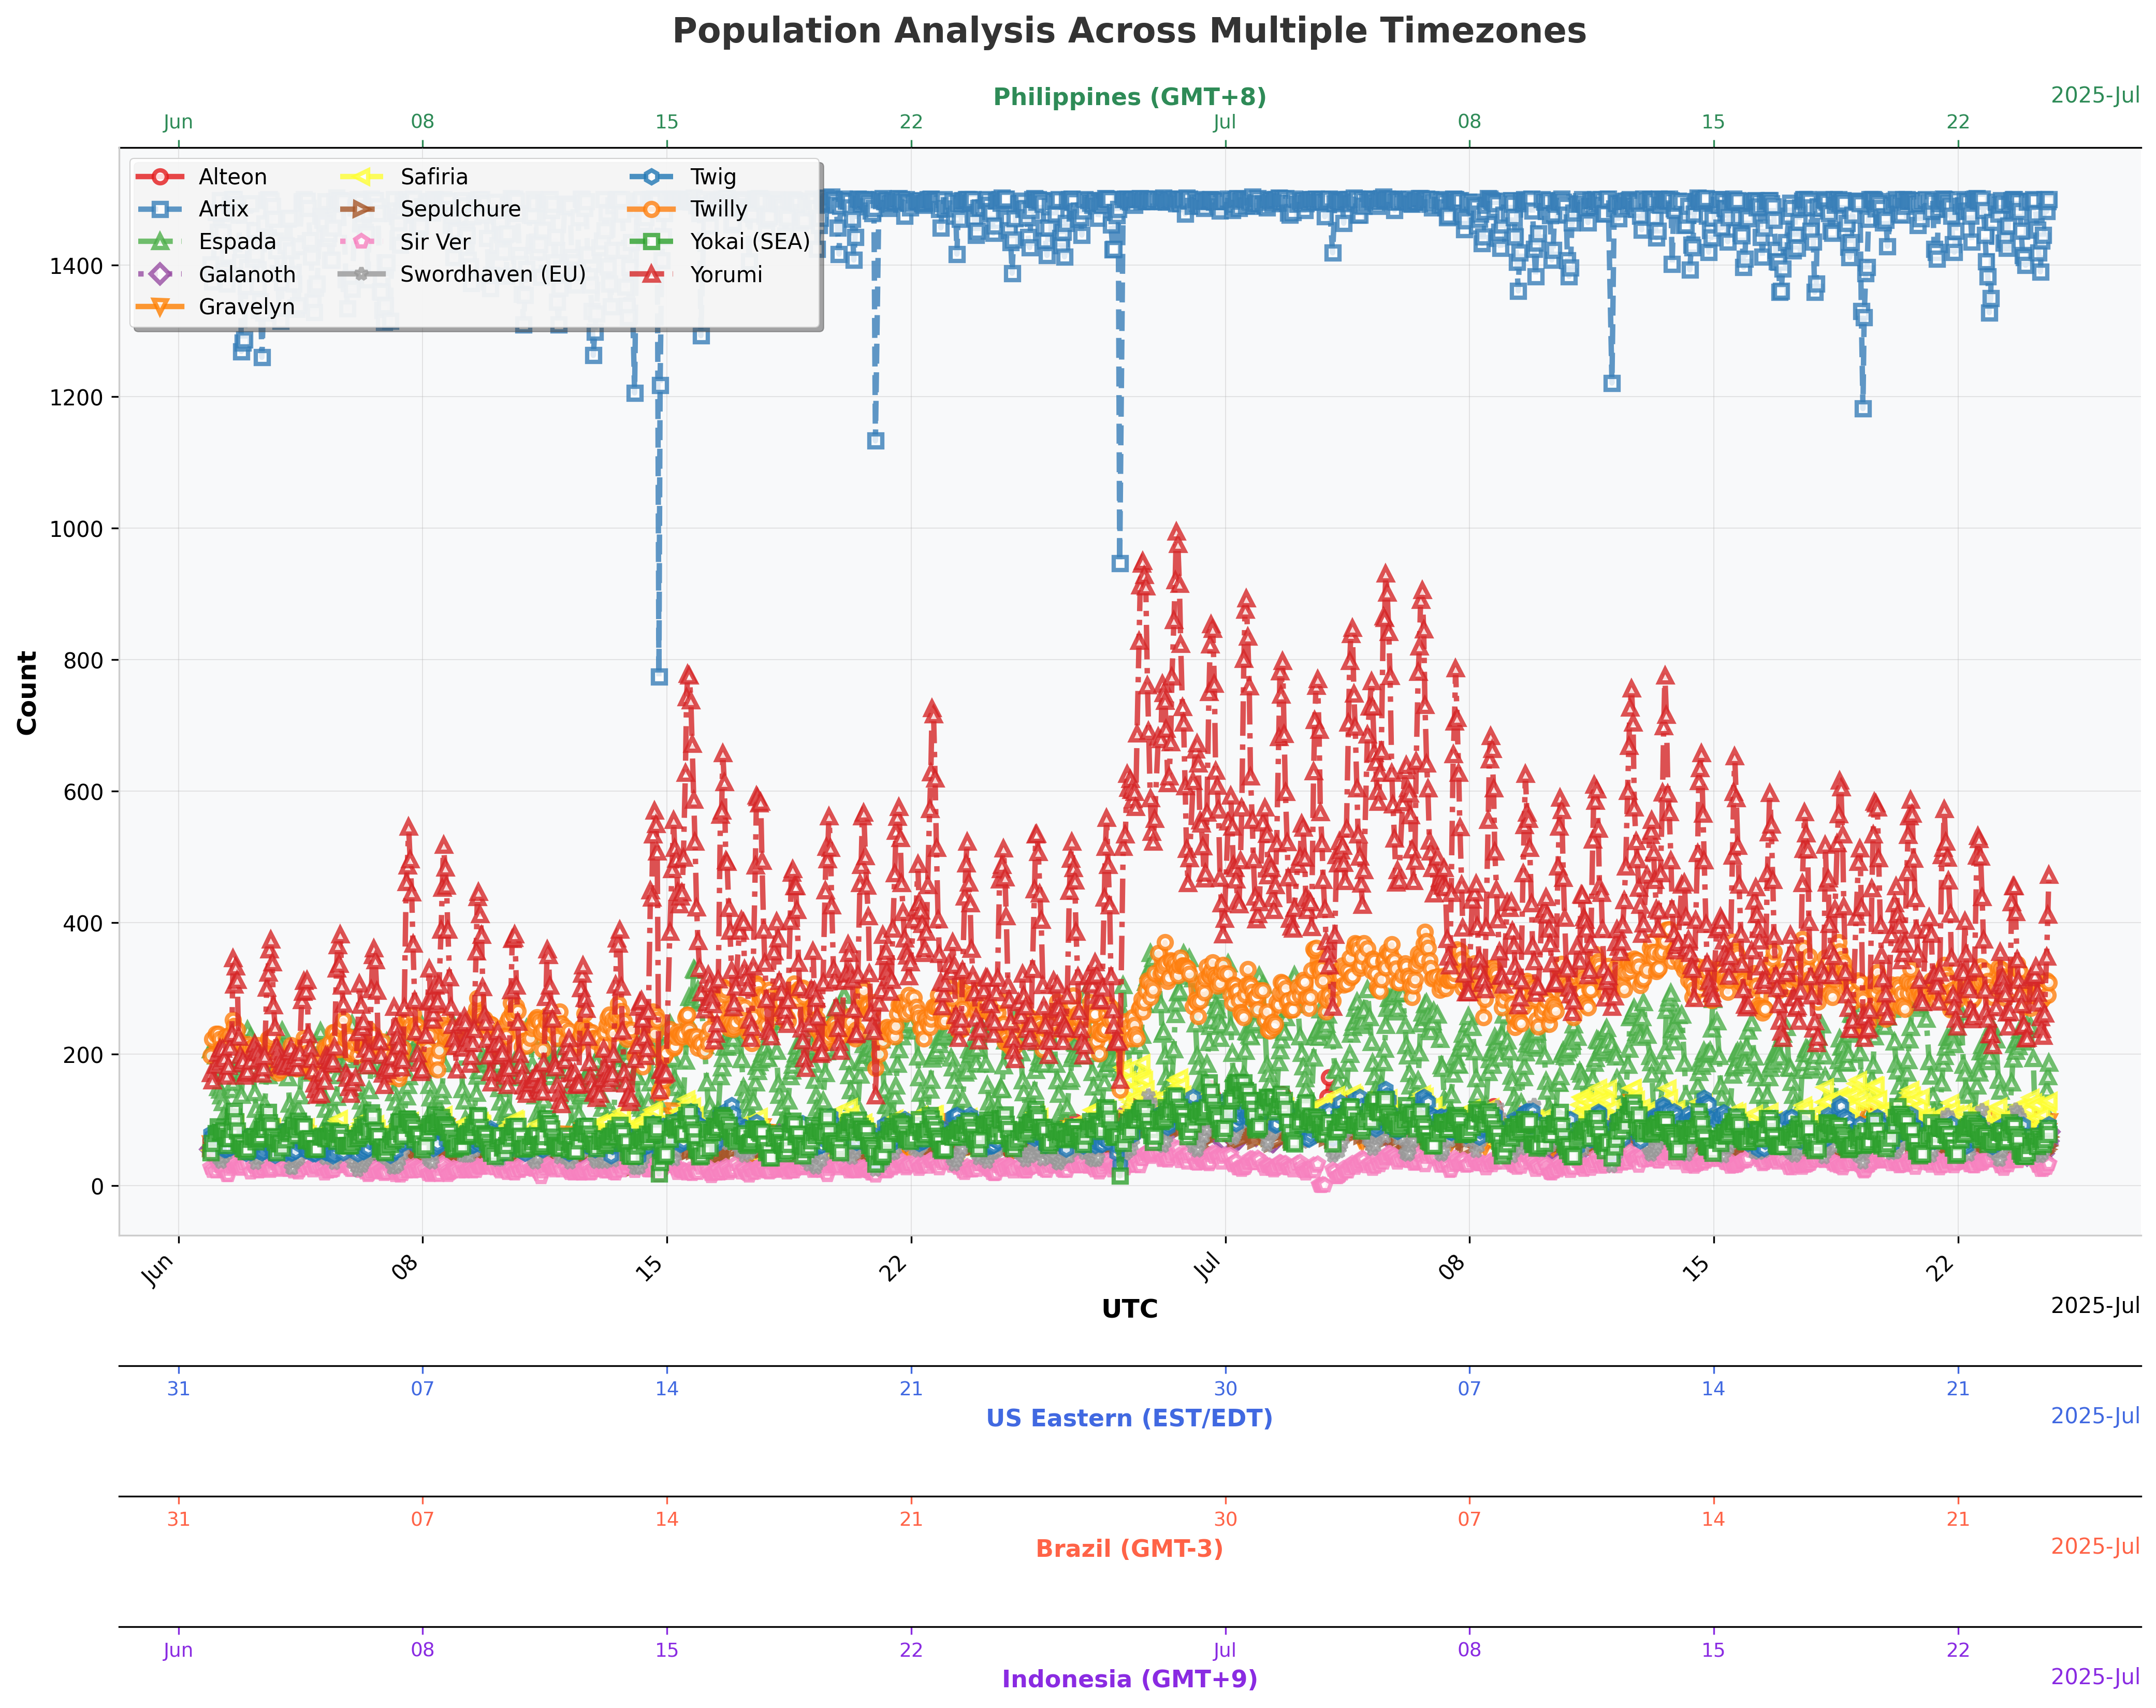 Population Analysis Across Multiple Timezones
Philippines (GMT+8)
2025-Jul
Jun 08 15 22 Jul 08 15 22
Alteon Safiria Twig
Artix Sepulchure Twilly
Espada Sir Ver Yokai (SEA)
Galanoth Swordhaven (EU) Yorumi
Gravelyn
1400
1200
1000
800
600
400
200
0
Count
Jun 08 15 22 Jul 08 15 22
UTC
2025-Jul
31 07 14 21 30 07 14 21
US Eastern (EST/EDT)
2025-Jul
31 07 14 21 30 07 14 21
Brazil (GMT-3)
2025-Jul
Jun 08 15 22 Jul 08 15 22
Indonesia (GMT+9)
2025-Jul